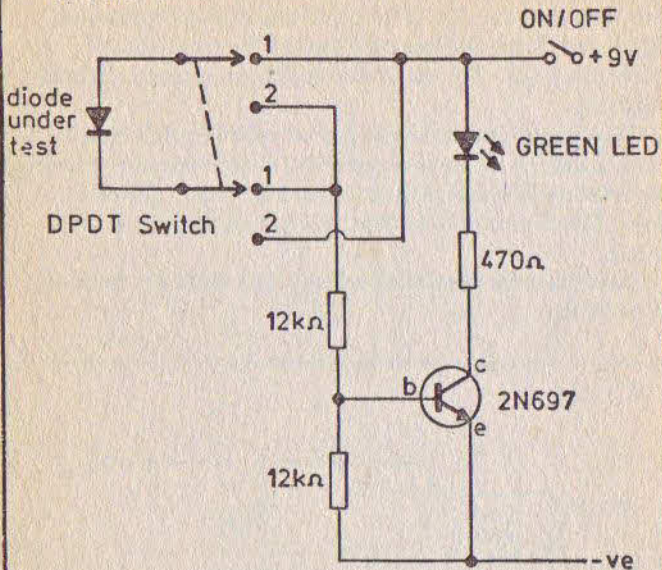 ON/OFF
1
+9V
diode
under
test
2
GREEN LED
1
DPDT Switch
2
470Ω
12kΩ
c
b
2N697
e
12kΩ
-ve